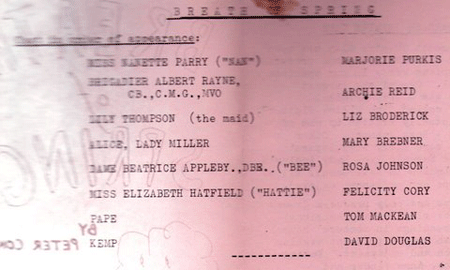 BREATH OF SPRING
Cast in order of appearance:
MISS NANETTE PARRY ("NAN") MARJORIE PURKIS
BRIGADIER ALBERT RAYNE,
CB.,C.M.G.,MVO ARCHIE REID
LILY THOMPSON (the maid) LIZ BRODERICK
ALICE, LADY MILLER MARY BREBNER
DAME BEATRICE APPLEBY.,DBE..("BEE") ROSA JOHNSON
MISS ELIZABETH HATFIELD ("HATTIE") FELICITY CORY
PAPE TOM MACKEAN
KEMP DAVID DOUGLAS
BY
PETER